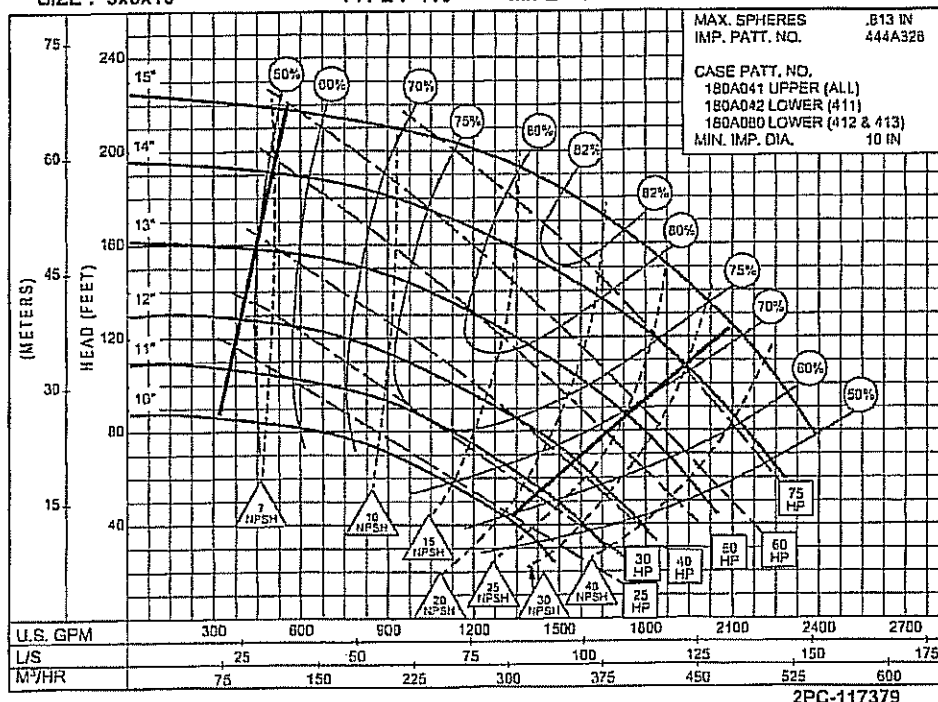 MAX. SPHERES .813 IN
IMP. PATT. NO. 444A328
CASE PATT. NO.
180A041 UPPER (ALL)
180A042 LOWER (411)
180A080 LOWER (412 & 413)
MIN. IMP. DIA. 10 IN
(METERS)
75
60
45
30
15
HEAD (FEET)
240
200
160
120
80
40
15"
14"
13"
12"
11"
10"
50%
60%
70%
75%
80%
82%
82%
80%
75%
70%
60%
50%
7 NPSH
10 NPSH
15 NPSH
20 NPSH
25 NPSH
30 NPSH
40 NPSH
25 HP
30 HP
40 HP
60 HP
75 HP
U.S. GPM 300 600 900 1200 1500 1800 2100 2400 2700
L/S 25 50 75 100 125 150 175
M³/HR 75 150 225 300 375 450 525 600
2PC-117379